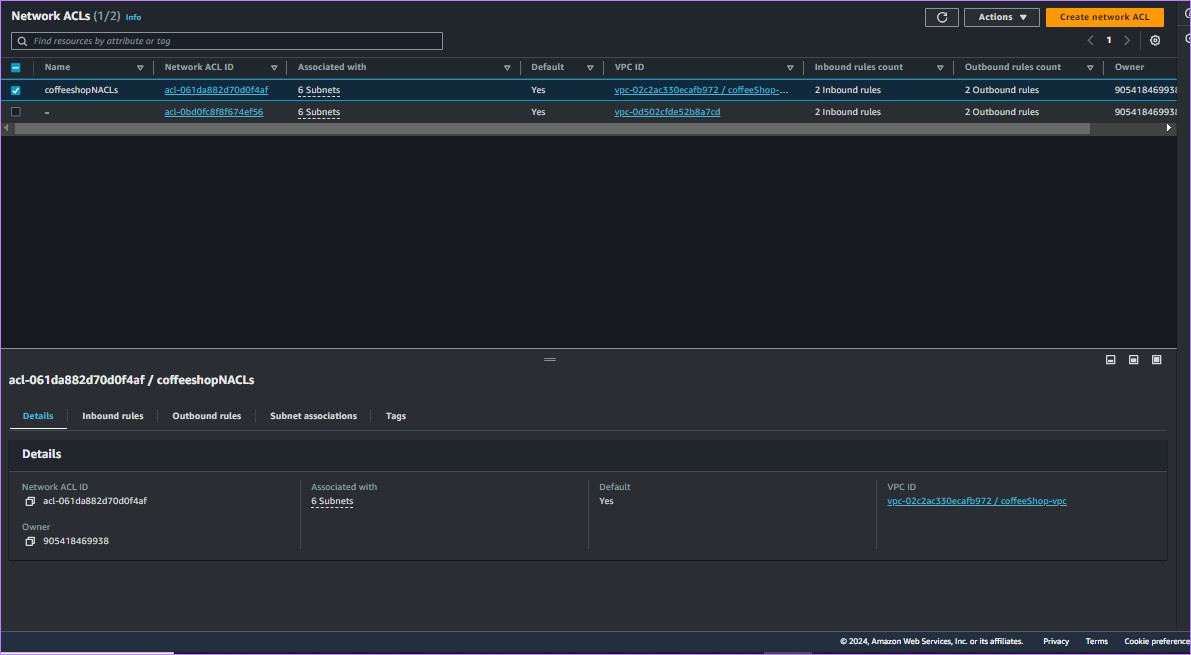 Network ACLs (1/2) Info
Actions ▼ Create network ACL
Find resources by attribute or tag
1
Name Network ACL ID Associated with Default VPC ID Inbound rules count Outbound rules count Owner
coffeeshopNACLs acl-061da882d70d0f4af 6 Subnets Yes vpc-02c2ac330ecafb972 / coffeeShop-... 2 Inbound rules 2 Outbound rules 90541846993
– acl-0bd0fc8f8f674ef56 6 Subnets Yes vpc-0d502cfde52b8a7cd 2 Inbound rules 2 Outbound rules 90541846993
acl-061da882d70d0f4af / coffeeshopNACLs
Details Inbound rules Outbound rules Subnet associations Tags
Details
Network ACL ID Associated with Default VPC ID
acl-061da882d70d0f4af 6 Subnets Yes vpc-02c2ac330ecafb972 / coffeeShop-vpc
Owner
905418469938
© 2024, Amazon Web Services, Inc. or its affiliates. Privacy Terms Cookie preference